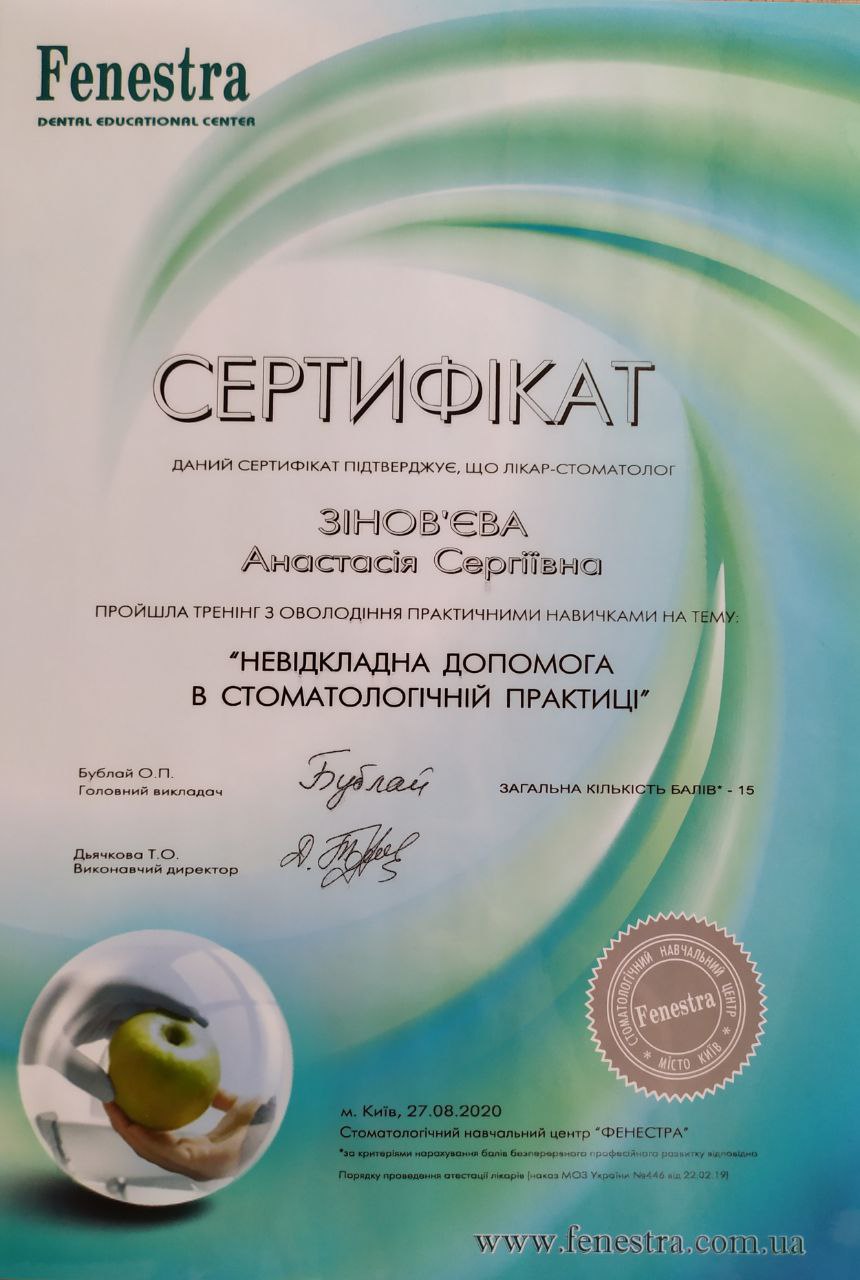 Fenestra
DENTAL EDUCATIONAL CENTER
СЕРТИФІКАТ
ДАНИЙ СЕРТИФІКАТ ПІДТВЕРДЖУЄ, ЩО ЛІКАР-СТОМАТОЛОГ
ЗІНОВ'ЄВА
Анастасія Сергіївна
ПРОЙШЛА ТРЕНІНГ З ОВОЛОДІННЯ ПРАКТИЧНИМИ НАВИЧКАМИ НА ТЕМУ:
“НЕВІДКЛАДНА ДОПОМОГА
В СТОМАТОЛОГІЧНІЙ ПРАКТИЦІ”
Бублай О.П.
Головний викладач
Бублай
ЗАГАЛЬНА КІЛЬКІСТЬ БАЛІВ* - 15
Дьячкова Т.О.
Виконавчий директор
СТОМАТОЛОГІЧНИЙ НАВЧАЛЬНИЙ ЦЕНТР
Fenestra
* МІСТО КИЇВ *
м. Київ, 27.08.2020
Стоматологічний навчальний центр “ФЕНЕСТРА”
*за критеріями нарахування балів безперервного професійного развитку відповідно
Порядку проведення атестації лікарів (наказ МОЗ України №446 від 22.02.19)
www.fenestra.com.ua